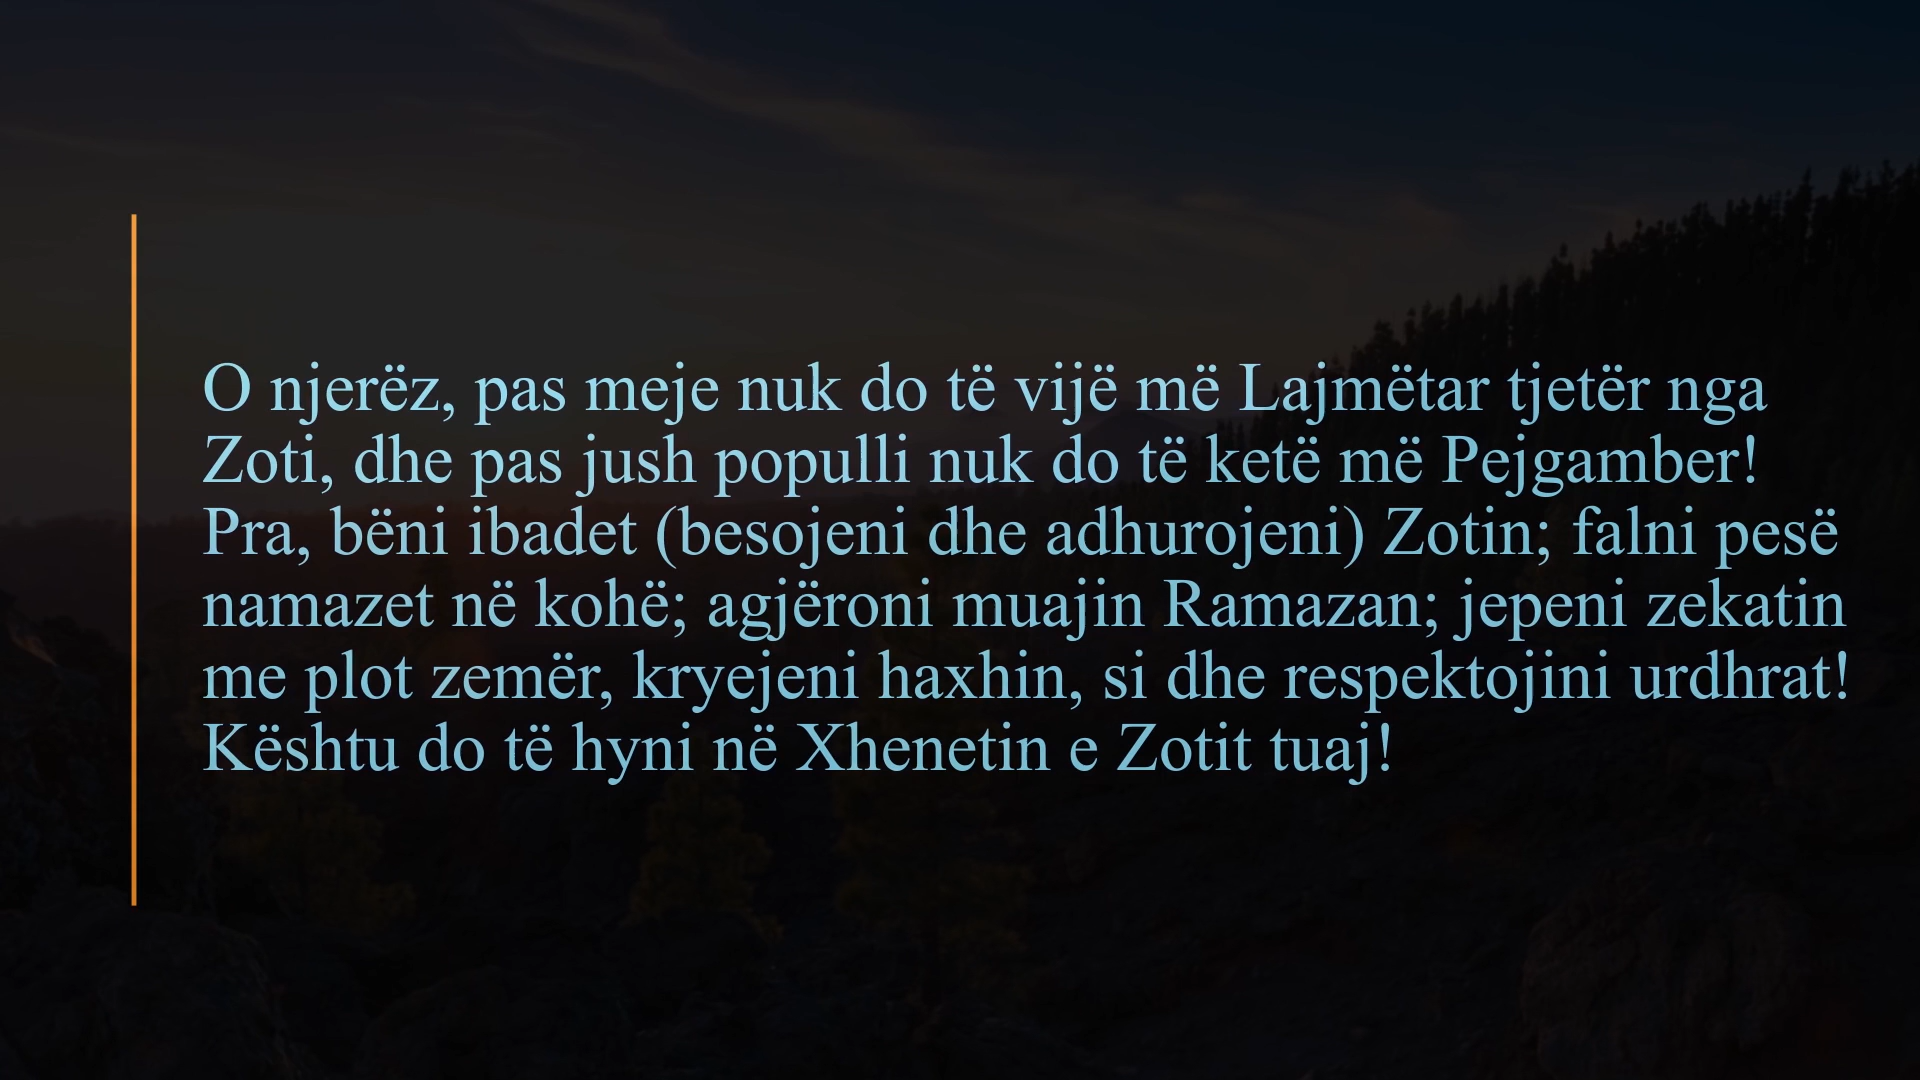 O njerëz, pas meje nuk do të vijë më Lajmëtar tjetër nga
Zoti, dhe pas jush populli nuk do të ketë më Pejgamber!
Pra, bëni ibadet (besojeni dhe adhurojeni) Zotin; falni pesë
namazet në kohë; agjëroni muajin Ramazan; jepeni zekatin
me plot zemër, kryejeni haxhin, si dhe respektojini urdhrat!
Kështu do të hyni në Xhenetin e Zotit tuaj!